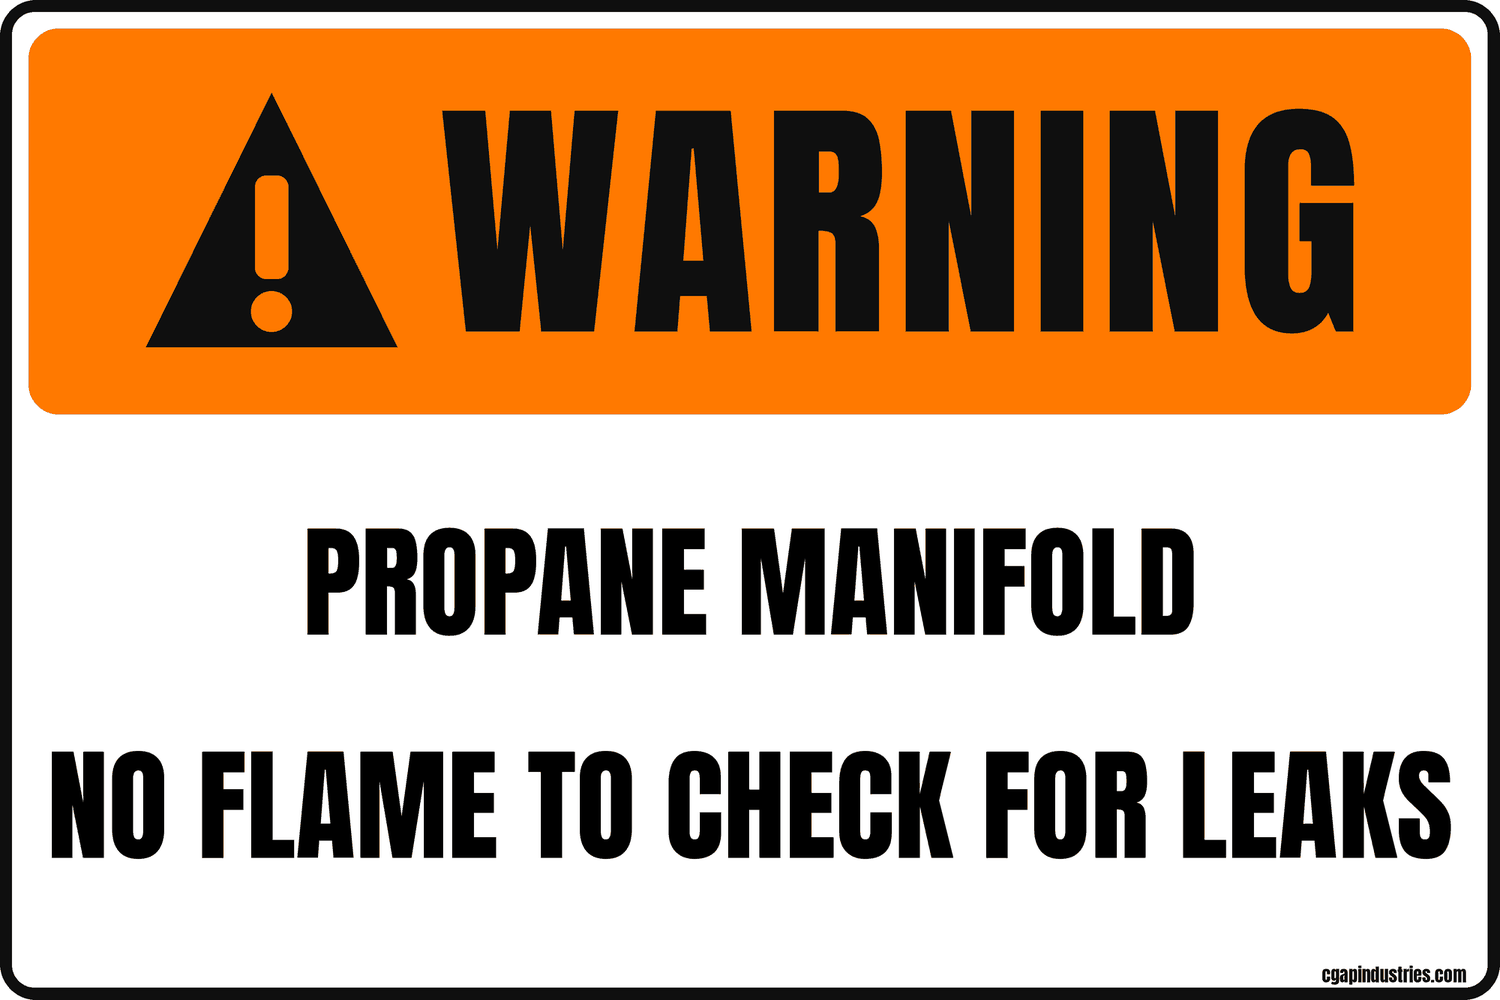 WARNING
PROPANE MANIFOLD
NO FLAME TO CHECK FOR LEAKS
cgapindustries.com